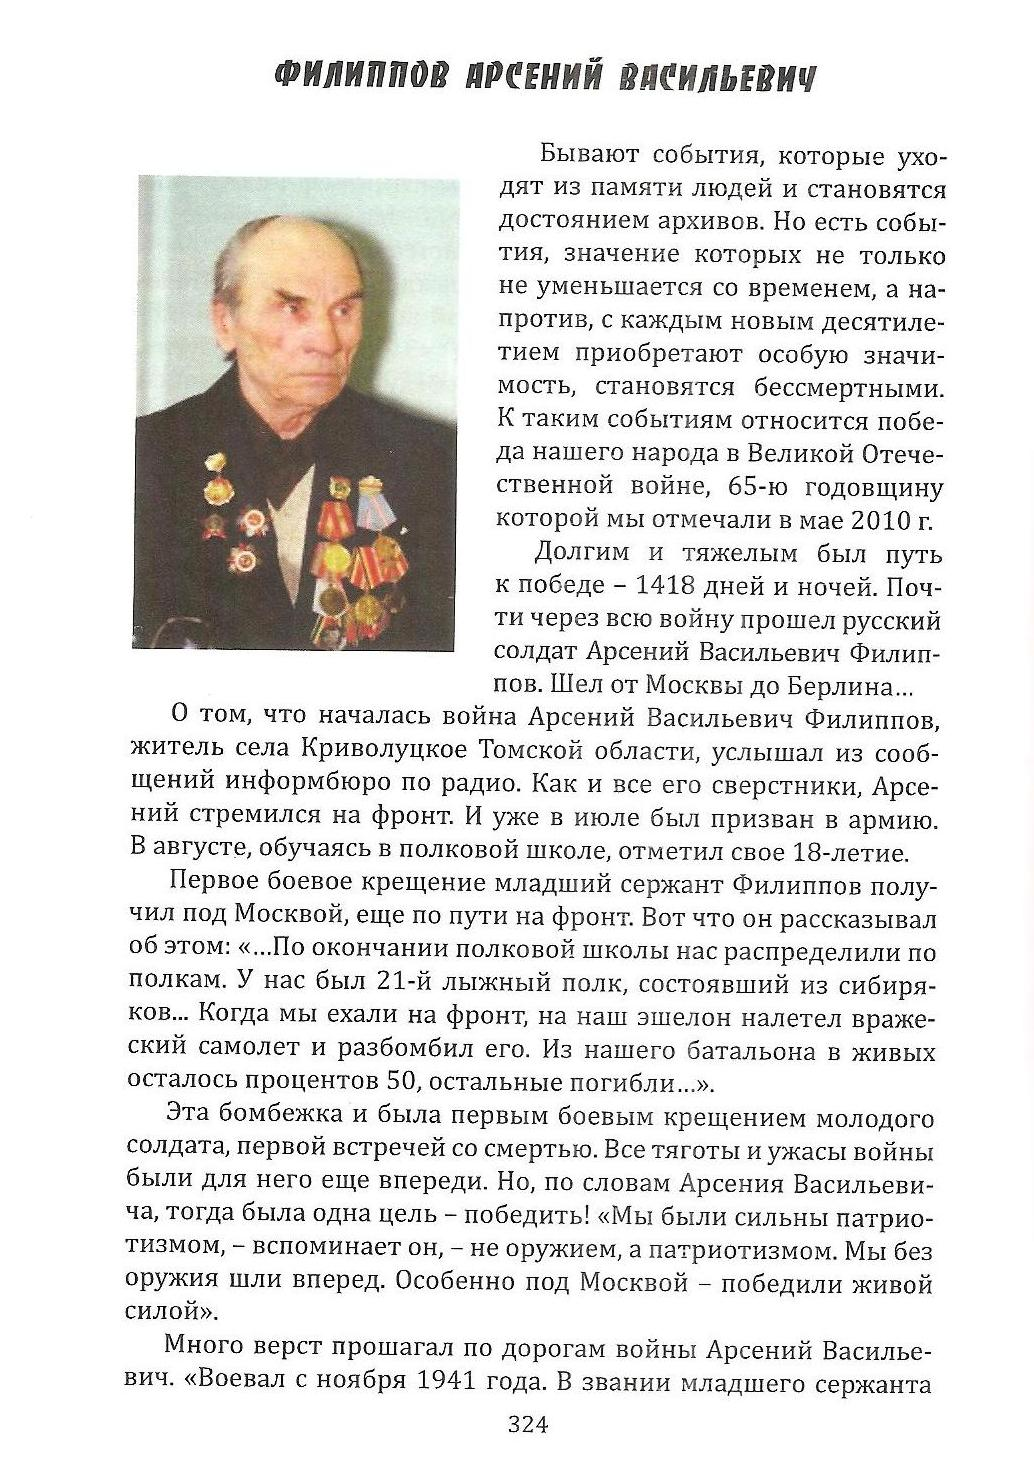 ФИЛИППОВ АРСЕНИЙ ВАСИЛЬЕВИЧ
Бывают события, которые ухо-
дят из памяти людей и становятся
достоянием архивов. Но есть собы-
тия, значение которых не только
не уменьшается со временем, а на-
против, с каждым новым десятиле-
тием приобретают особую значи-
мость, становятся бессмертными.
К таким событиям относится побе-
да нашего народа в Великой Отече-
ственной войне, 65-ю годовщину
которой мы отмечали в мае 2010 г.
Долгим и тяжелым был путь
к победе – 1418 дней и ночей. Поч-
ти через всю войну прошел русский
солдат Арсений Васильевич Филип-
пов. Шел от Москвы до Берлина...
О том, что началась война Арсений Васильевич Филиппов,
житель села Криволуцкое Томской области, услышал из сооб-
щений информбюро по радио. Как и все его сверстники, Арсе-
ний стремился на фронт. И уже в июле был призван в армию.
В августе, обучаясь в полковой школе, отметил свое 18-летие.
Первое боевое крещение младший сержант Филиппов полу-
чил под Москвой, еще по пути на фронт. Вот что он рассказывал
об этом: «...По окончании полковой школы нас распределили по
полкам. У нас был 21-й лыжный полк, состоявший из сибиря-
ков... Когда мы ехали на фронт, на наш эшелон налетел враже-
ский самолет и разбомбил его. Из нашего батальона в живых
осталось процентов 50, остальные погибли...».
Эта бомбежка и была первым боевым крещением молодого
солдата, первой встречей со смертью. Все тяготы и ужасы войны
были для него еще впереди. Но, по словам Арсения Васильеви-
ча, тогда была одна цель – победить! «Мы были сильны патрио-
тизмом, – вспоминает он, – не оружием, а патриотизмом. Мы без
оружия шли вперед. Особенно под Москвой – победили живой
силой».
Много верст прошагал по дорогам войны Арсений Василье-
вич. «Воевал с ноября 1941 года. В звании младшего сержанта
324